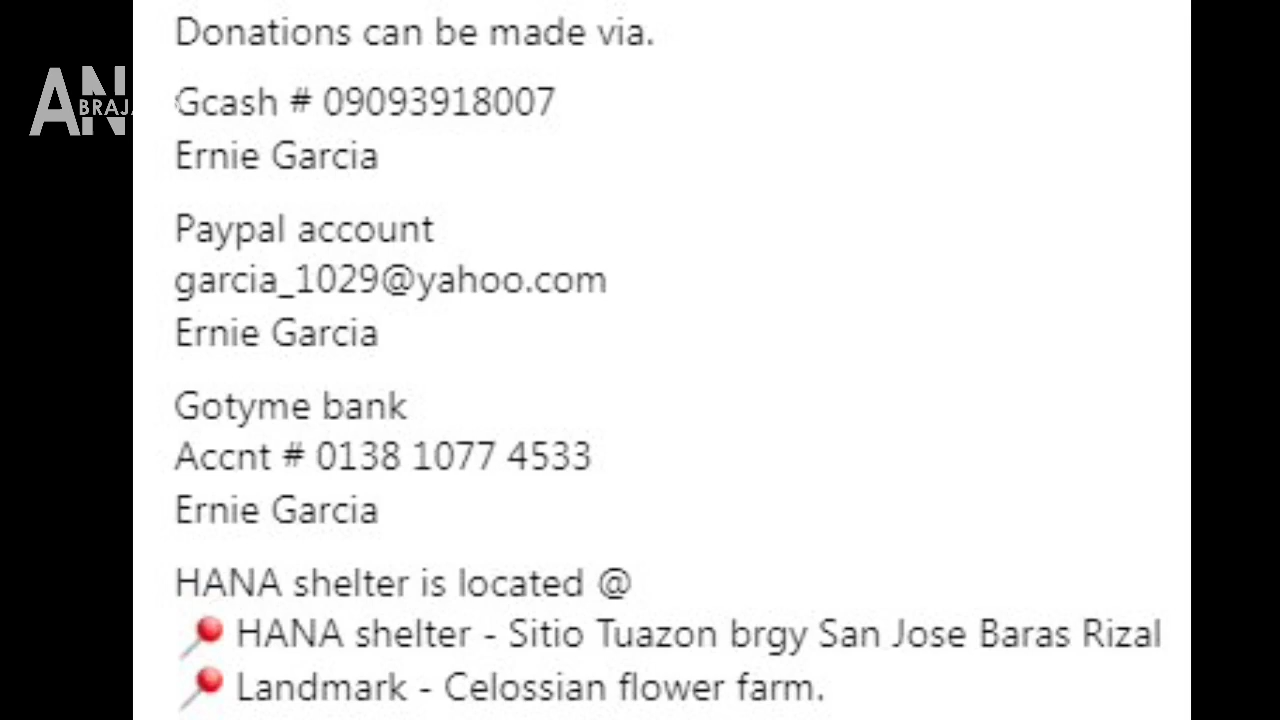 Donations can be made via.
AN
BRAJA
Gcash # 09093918007
Ernie Garcia
Paypal account
garcia_1029@yahoo.com
Ernie Garcia
Gotyme bank
Accnt # 0138 1077 4533
Ernie Garcia
HANA shelter is located @
📍 HANA shelter - Sitio Tuazon brgy San Jose Baras Rizal
📍 Landmark - Celossian flower farm.